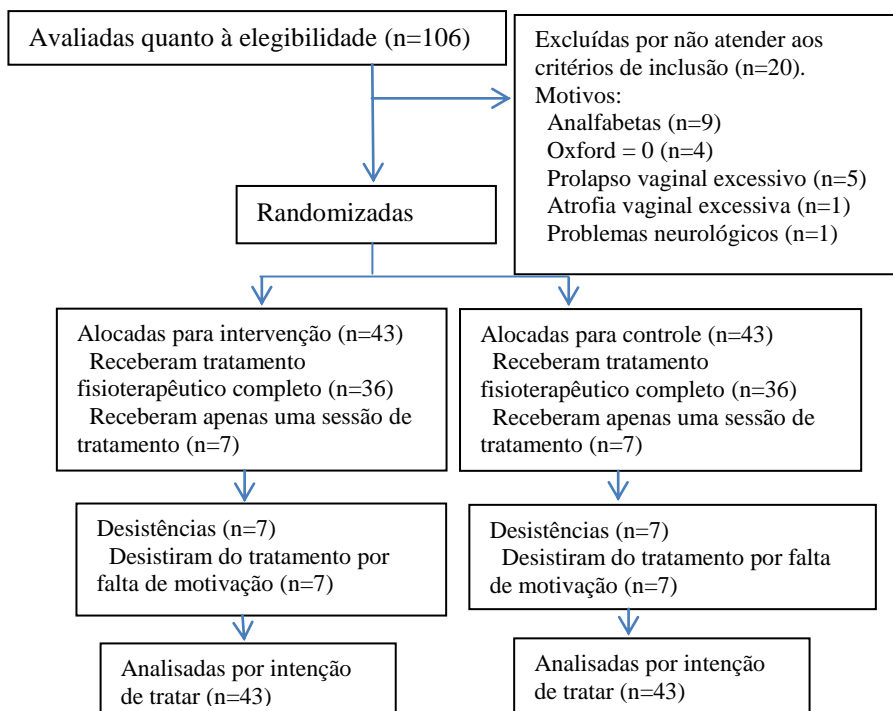 Avaliadas quanto à elegibilidade (n=106)
Excluídas por não atender aos
critérios de inclusão (n=20).
Motivos:
Analfabetas (n=9)
Oxford = 0 (n=4)
Prolapso vaginal excessivo (n=5)
Atrofia vaginal excessiva (n=1)
Problemas neurológicos (n=1)
Randomizadas
Alocadas para intervenção (n=43)
Receberam tratamento
fisioterapêutico completo (n=36)
Receberam apenas uma sessão de
tratamento (n=7)
Alocadas para controle (n=43)
Receberam tratamento
fisioterapêutico completo (n=36)
Receberam apenas uma sessão de
tratamento (n=7)
Desistências (n=7)
Desistiram do tratamento por
falta de motivação (n=7)
Desistências (n=7)
Desistiram do tratamento por falta
de motivação (n=7)
Analisadas por intenção
de tratar (n=43)
Analisadas por intenção
de tratar (n=43)